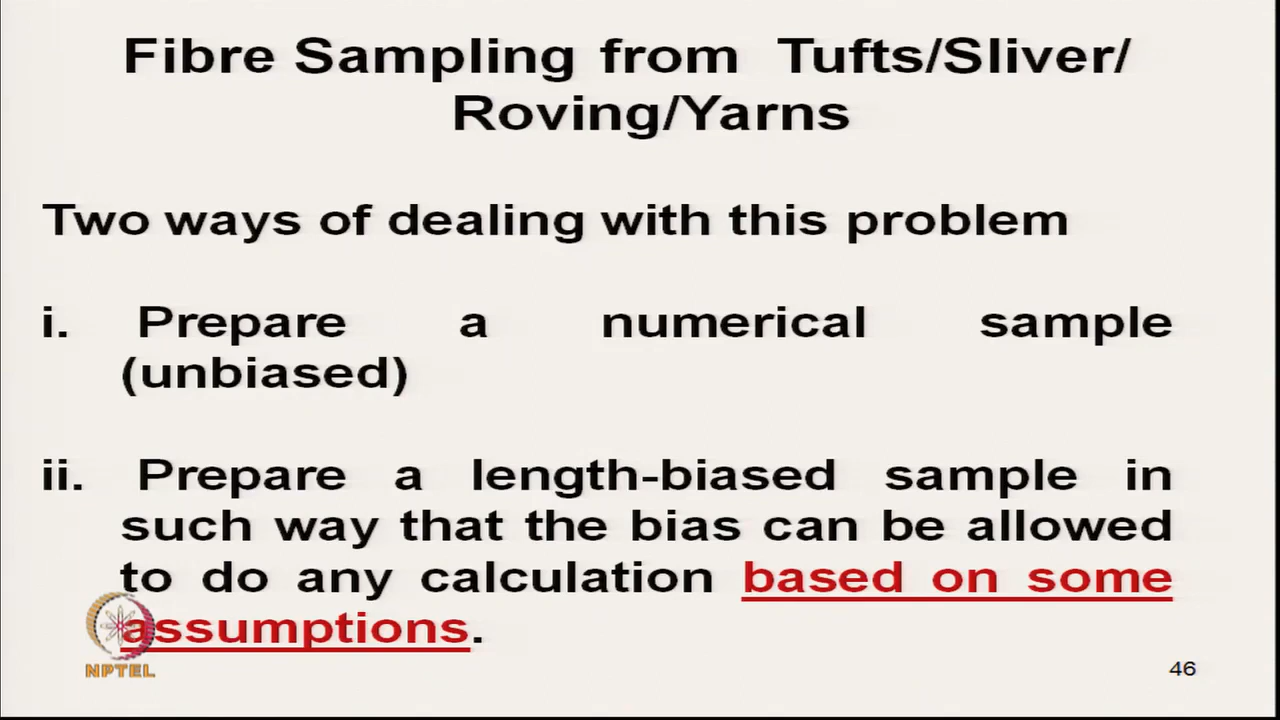 Fibre Sampling from Tufts/Sliver/
Roving/Yarns
Two ways of dealing with this problem
i. Prepare a numerical sample
(unbiased)
ii. Prepare a length-biased sample in
such way that the bias can be allowed
to do any calculation based on some
assumptions.
NPTEL
46